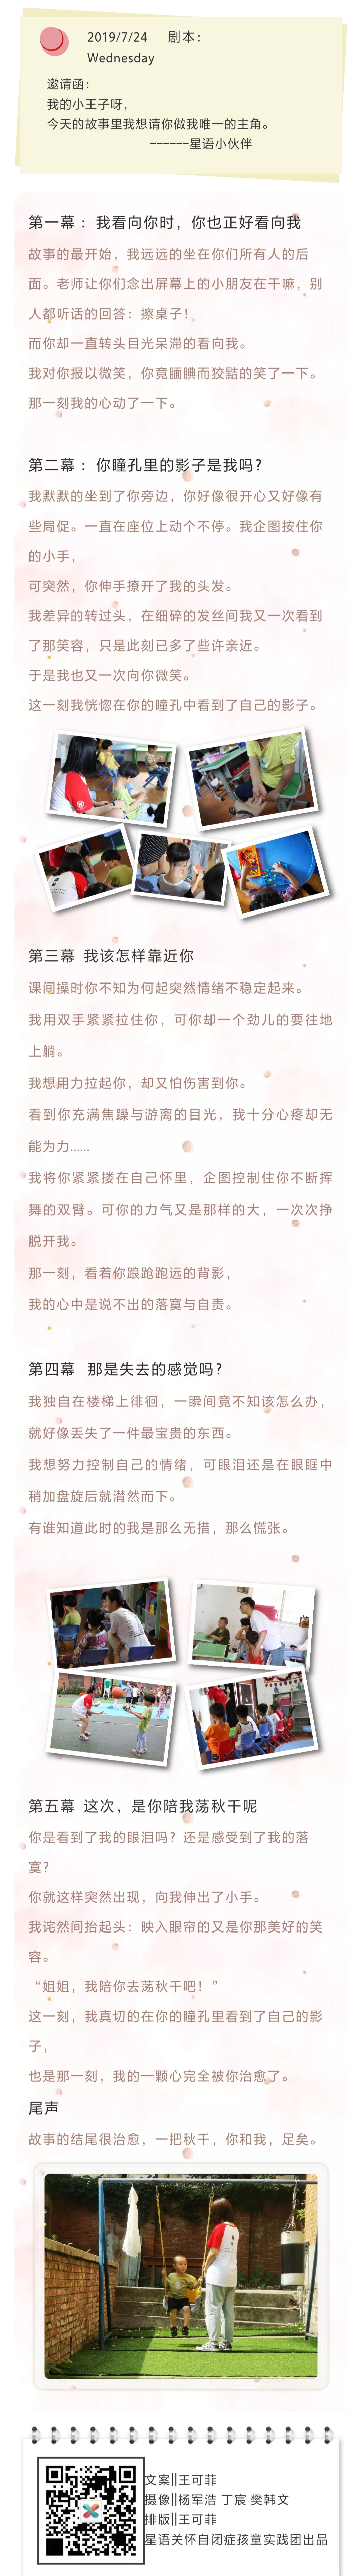 2019/7/24 剧本：
Wednesday
邀请函：
我的小王子呀，
今天的故事里我想请你做我唯一的主角。
------星语小伙伴
第一幕 ：我看向你时，你也正好看向我
故事的最开始，我远远的坐在你们所有人的后
面。老师让你们念出屏幕上的小朋友在干嘛，别
人都听话的回答：擦桌子！
而你却一直转头目光呆滞的看向我。
我对你报以微笑，你竟腼腆而狡黠的笑了一下。
那一刻我的心动了一下。
第二幕 ：你瞳孔里的影子是我吗？
我默默的坐到了你旁边，你好像很开心又好像有
些局促。一直在座位上动个不停。我企图按住你
的小手，
可突然，你伸手撩开了我的头发。
我差异的转过头，在细碎的发丝间我又一次看到
了那笑容，只是此刻已多了些许亲近。
于是我也又一次向你微笑。
这一刻我恍惚在你的瞳孔中看到了自己的影子。
第三幕 我该怎样靠近你
课间操时你不知为何起突然情绪不稳定起来。
我用双手紧紧拉住你，可你却一个劲儿的要往地
上躺。
我想用力拉起你，却又怕伤害到你。
看到你充满焦躁与游离的目光，我十分心疼却无
能为力......
我将你紧紧搂在自己怀里，企图控制住你不断挥
舞的双臂。可你的力气又是那样的大，一次次挣
脱开我。
那一刻，看着你踉跄跑远的背影，
我的心中是说不出的落寞与自责。
第四幕 那是失去的感觉吗？
我独自在楼梯上徘徊，一瞬间竟不知该怎么办，
就好像丢失了一件最宝贵的东西。
我想努力控制自己的情绪，可眼泪还是在眼眶中
稍加盘旋后就潸然而下。
有谁知道此时的我是那么无措，那么慌张。
第五幕 这次，是你陪我荡秋千呢
你是看到了我的眼泪吗？还是感受到了我的落
寞？
你就这样突然出现，向我伸出了小手。
我诧然间抬起头：映入眼帘的又是你那美好的笑
容。
“姐姐，我陪你去荡秋千吧！”
这一刻，我真切的在你的瞳孔里看到了自己的影
子，
也是那一刻，我的一颗心完全被你治愈了。
尾声
故事的结尾很治愈，一把秋千，你和我，足矣。
文案||王可菲
摄像||杨军浩 丁宸 樊韩文
排版||王可菲
星语关怀自闭症孩童实践团出品